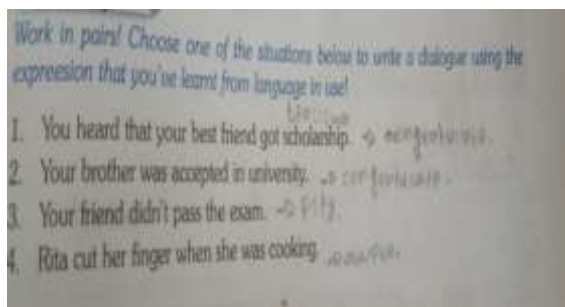 Work in pairs! Choose one of the situations below to write a dialogue using the
expreesion that you've learnt from language in use!
1. You heard that your best friend got scholarship.
2. Your brother was accepted in university.
3. Your friend didn't pass the exam. → Pity.
4. Rita cut her finger when she was cooking.